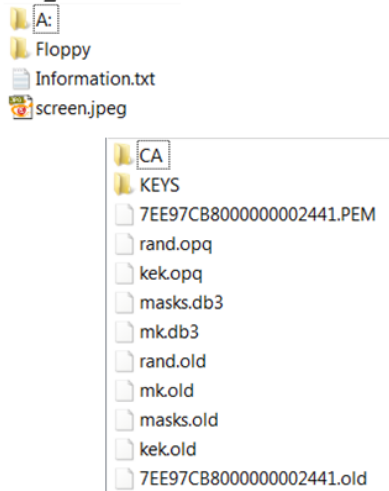 A:
Floppy
Information.txt
screen.jpeg
CA
KEYS
7EE97CB8000000002441.PEM
rand.opq
kek.opq
masks.db3
mk.db3
rand.old
mk.old
masks.old
kek.old
7EE97CB8000000002441.old